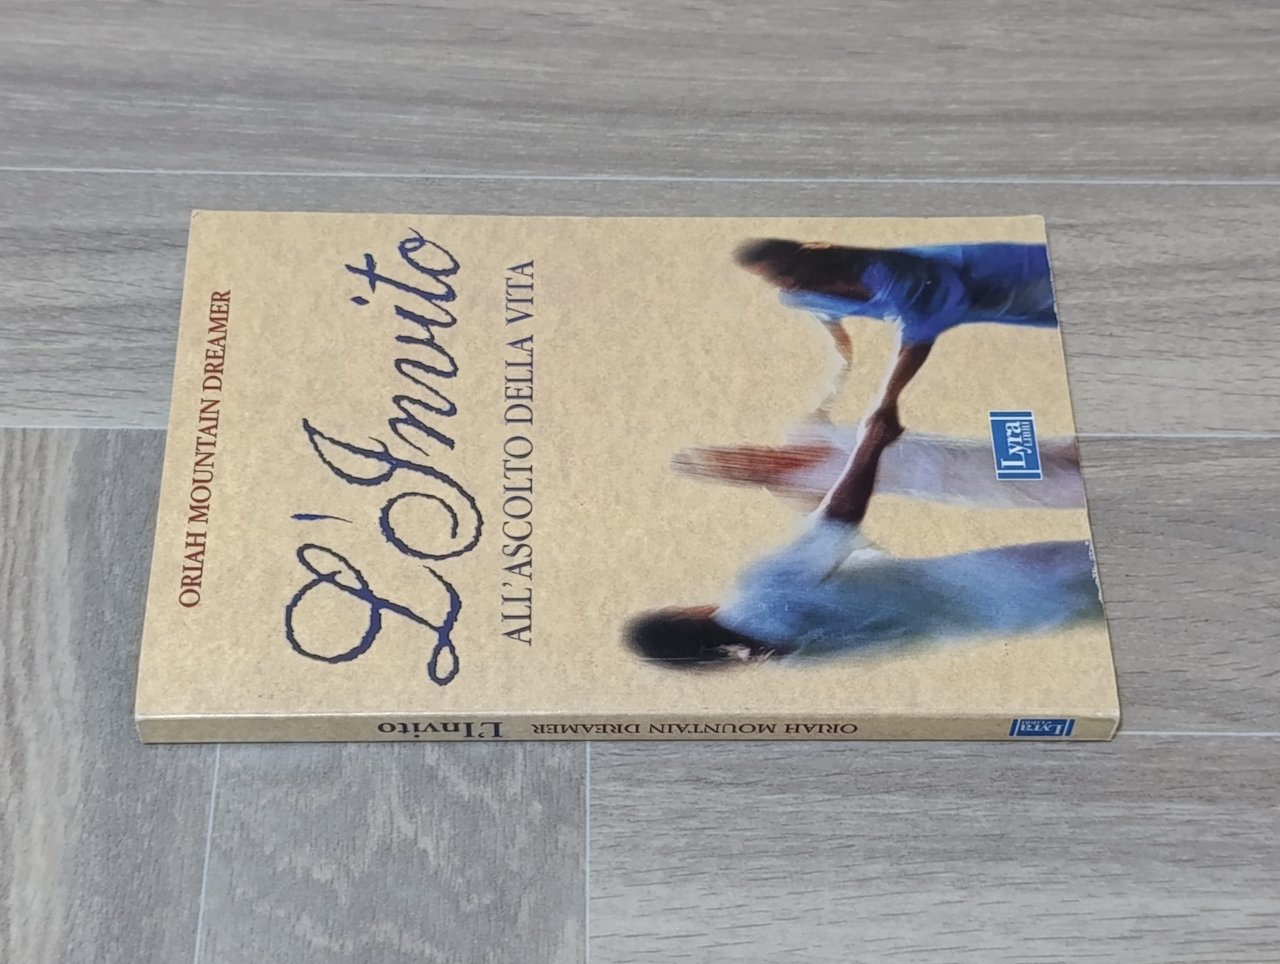 ORIAH MOUNTAIN DREAMER
L'Invito
ALL'ASCOLTO DELLA VITA
Lyra
LIBRI
L'Invito
ORIAH MOUNTAIN DREAMER
Lyra
LIBRI